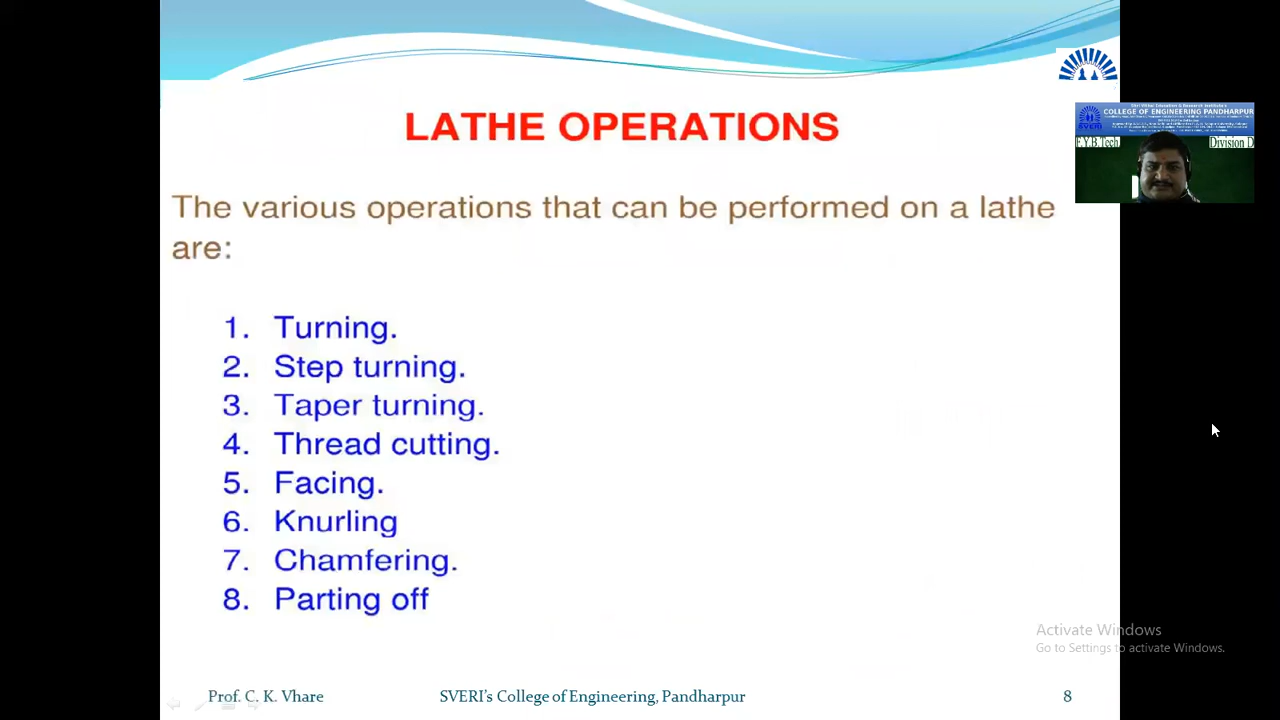 LATHE OPERATIONS
COLLEGE OF ENGINEERING PANDHARPUR
SVERI
F.Y.B.Tech
Division D
The various operations that can be performed on a lathe
are:
1. Turning.
2. Step turning.
3. Taper turning.
4. Thread cutting.
5. Facing.
6. Knurling
7. Chamfering.
8. Parting off
Activate Windows
Go to Settings to activate Windows.
Prof. C. K. Vhare
SVERI's College of Engineering, Pandharpur
8